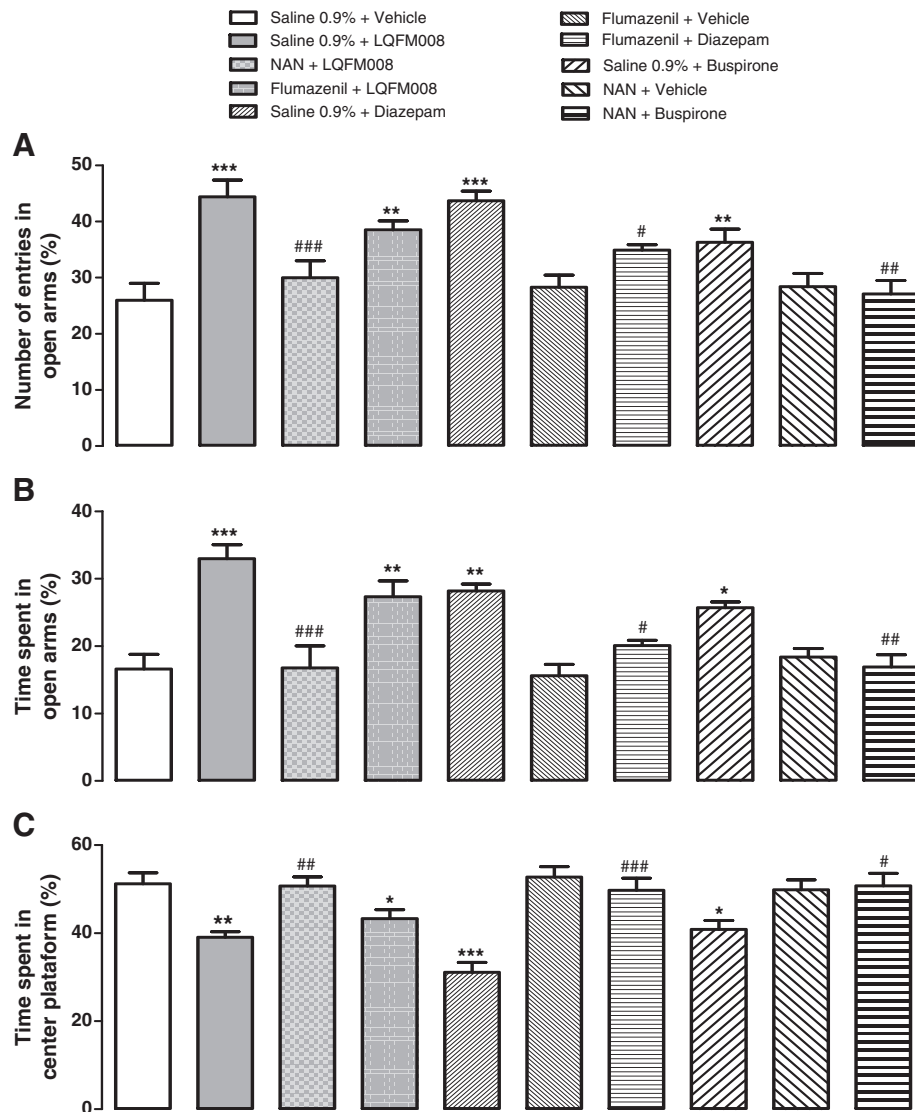 Saline 0.9% + Vehicle
Saline 0.9% + LQFM008
NAN + LQFM008
Flumazenil + LQFM008
Saline 0.9% + Diazepam
Flumazenil + Vehicle
Flumazenil + Diazepam
Saline 0.9% + Buspirone
NAN + Vehicle
NAN + Buspirone
A
Number of entries in
open arms (%)
50
40
30
20
10
0
***
###
**
***
#
**
##
B
Time spent in
open arms (%)
40
30
20
10
0
***
###
**
**
#
*
##
C
Time spent in
center plataform (%)
60
40
20
0
**
##
*
***
###
*
#